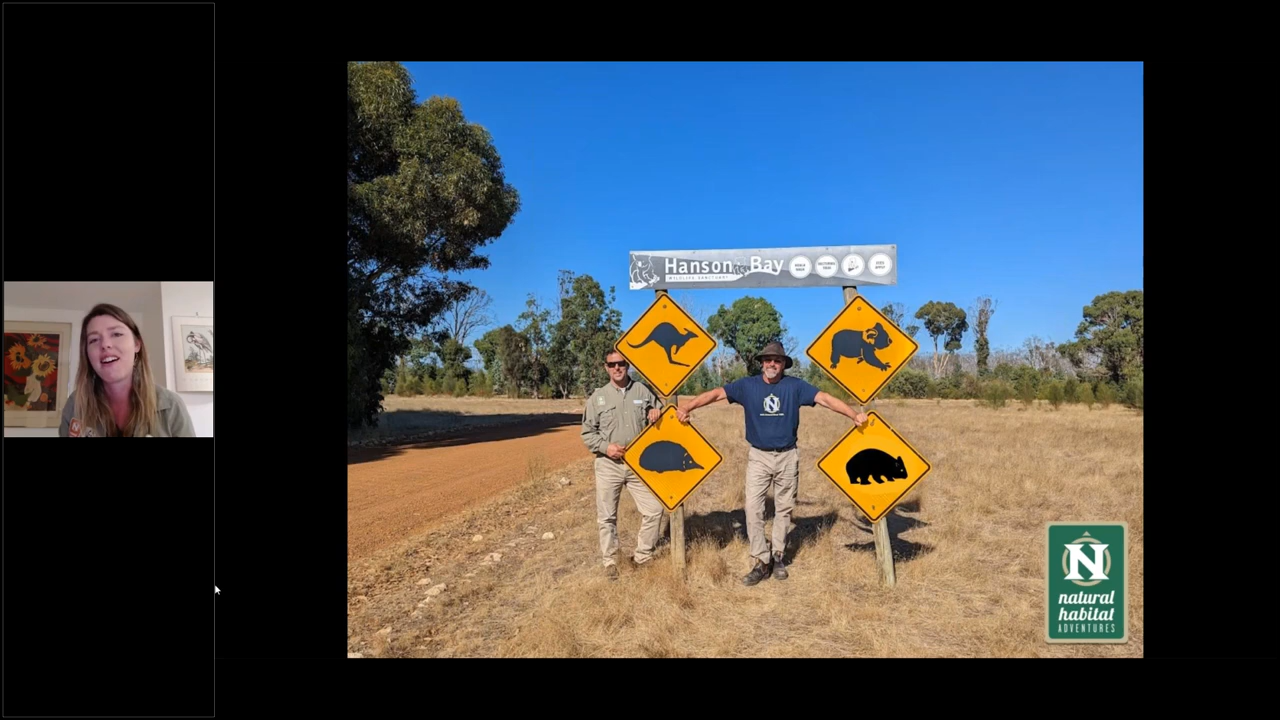 Hanson Bay
WILDLIFE SANCTUARY
N
N
natural
habitat
ADVENTURES